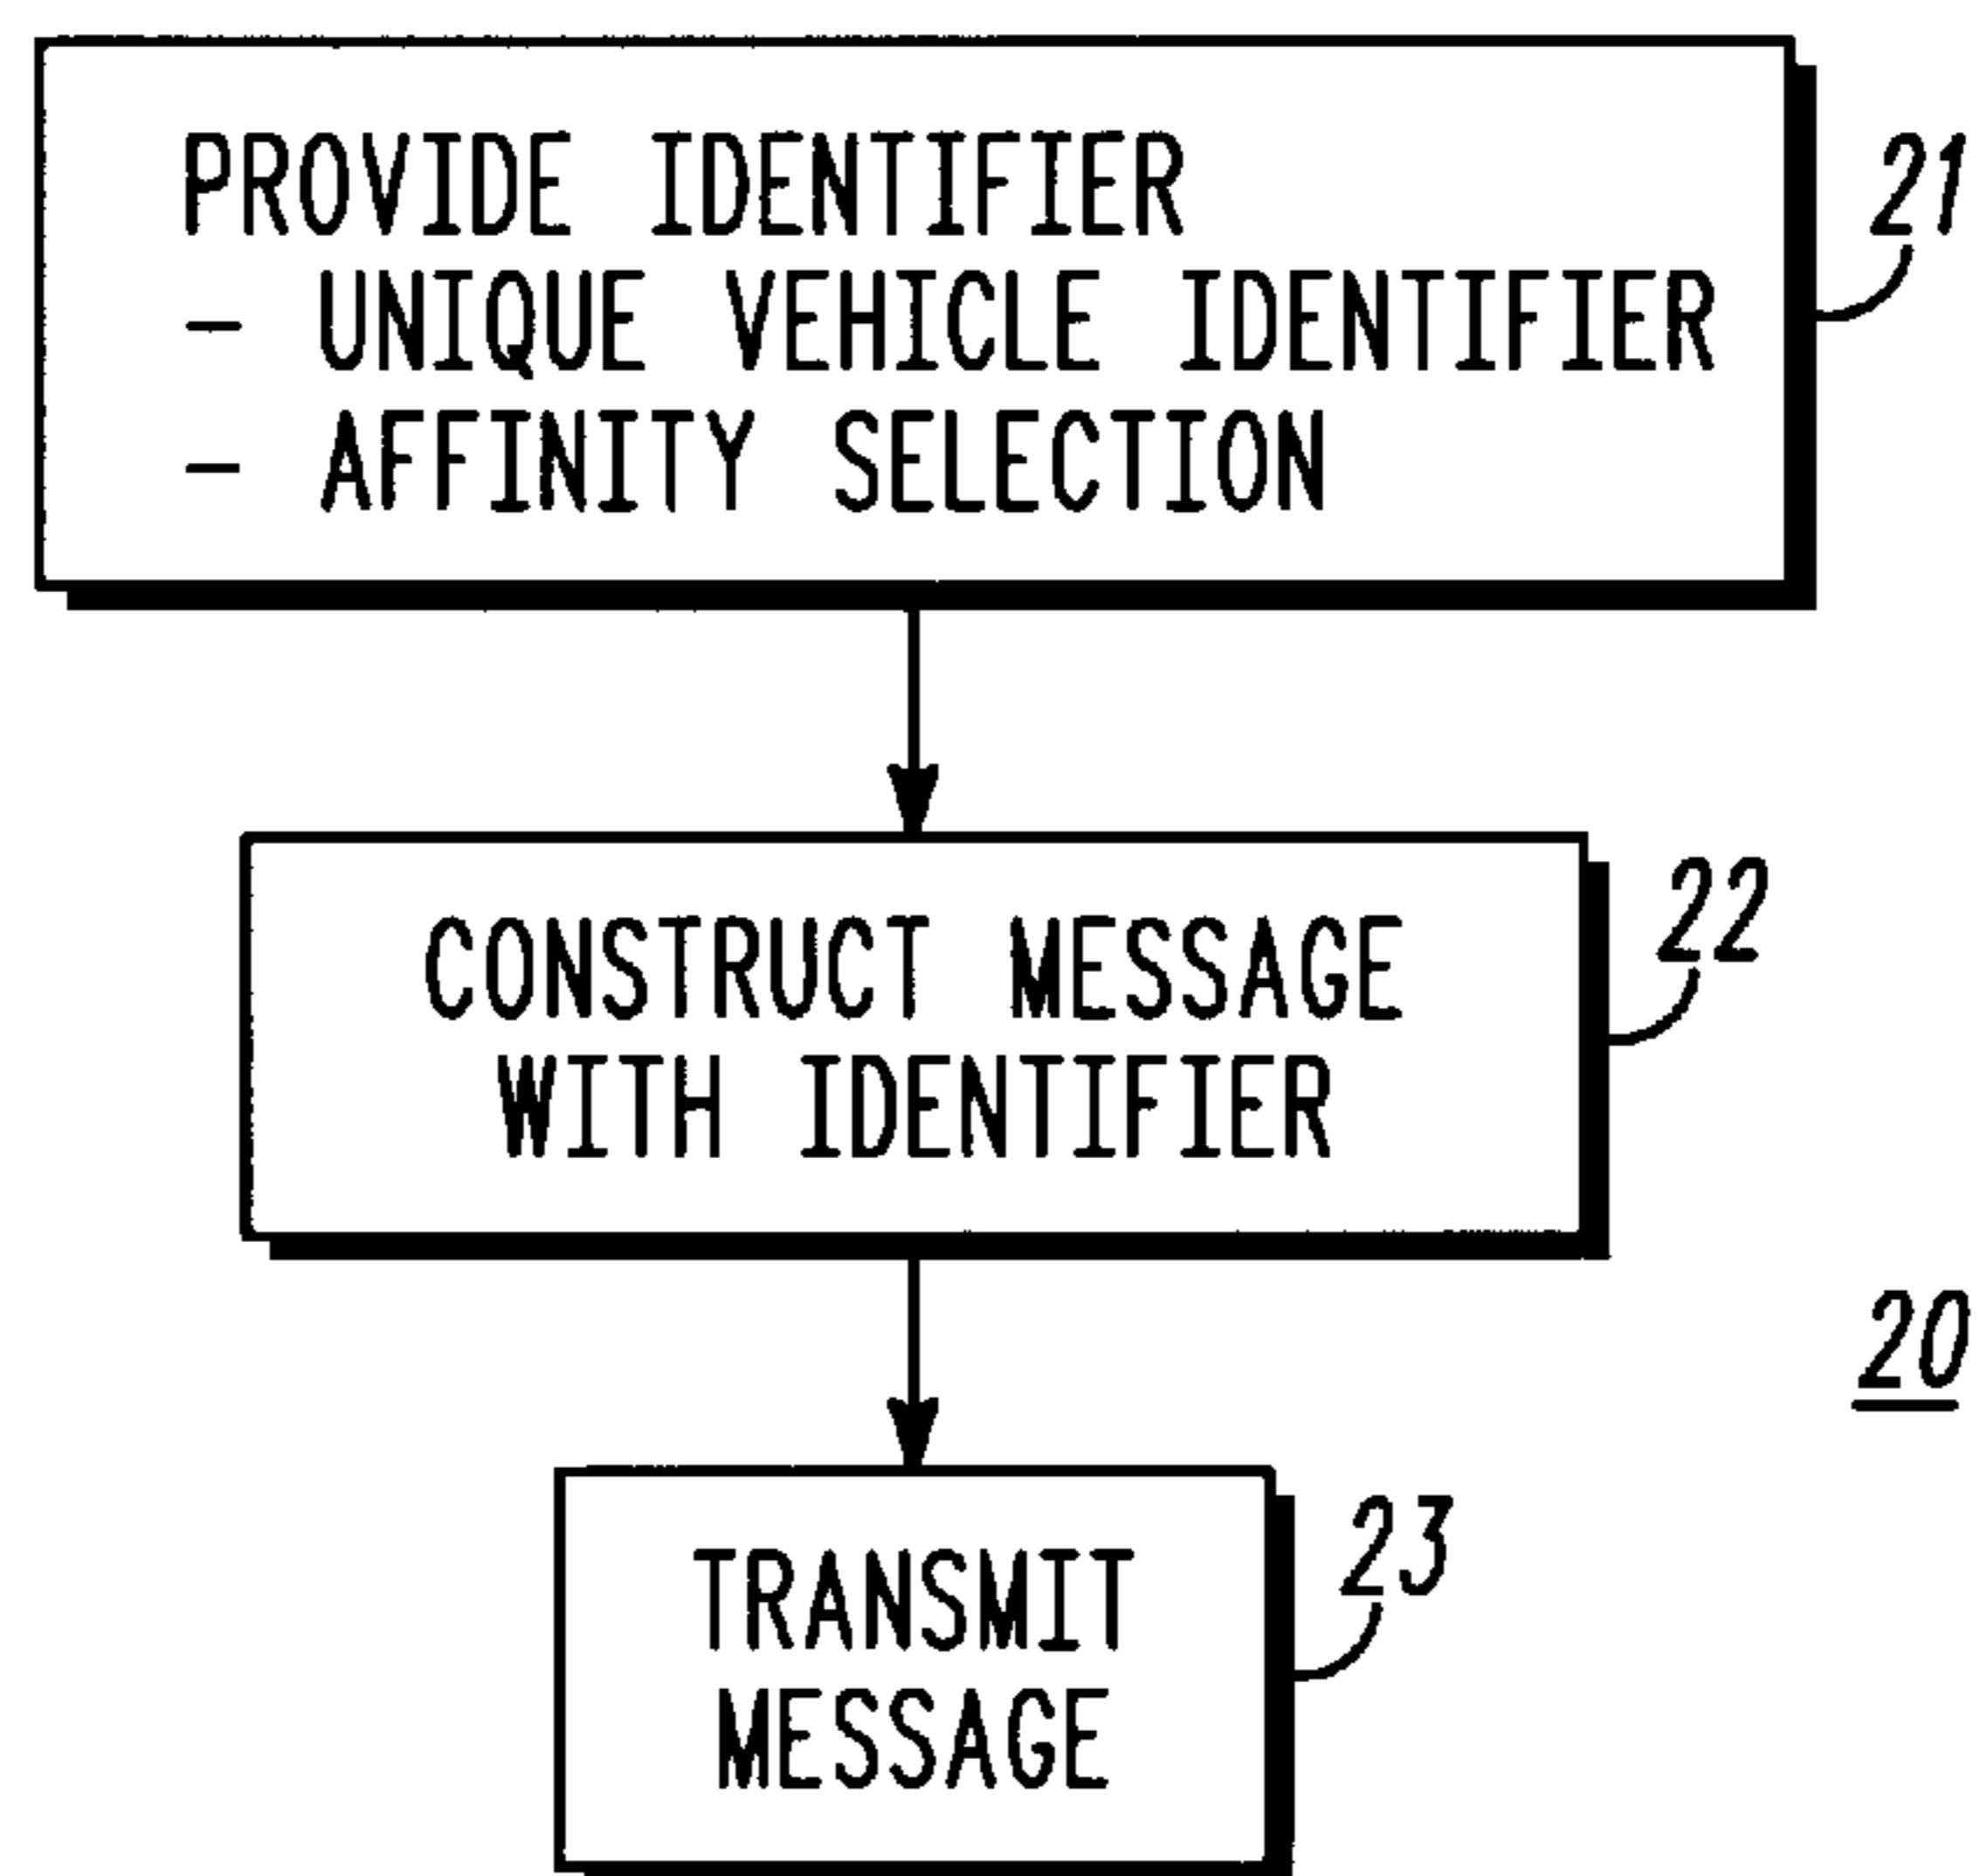 PROVIDE IDENTIFIER
- UNIQUE VEHICLE IDENTIFIER
- AFFINITY SELECTION
21
CONSTRUCT MESSAGE
WITH IDENTIFIER
22
20
TRANSMIT
MESSAGE
23